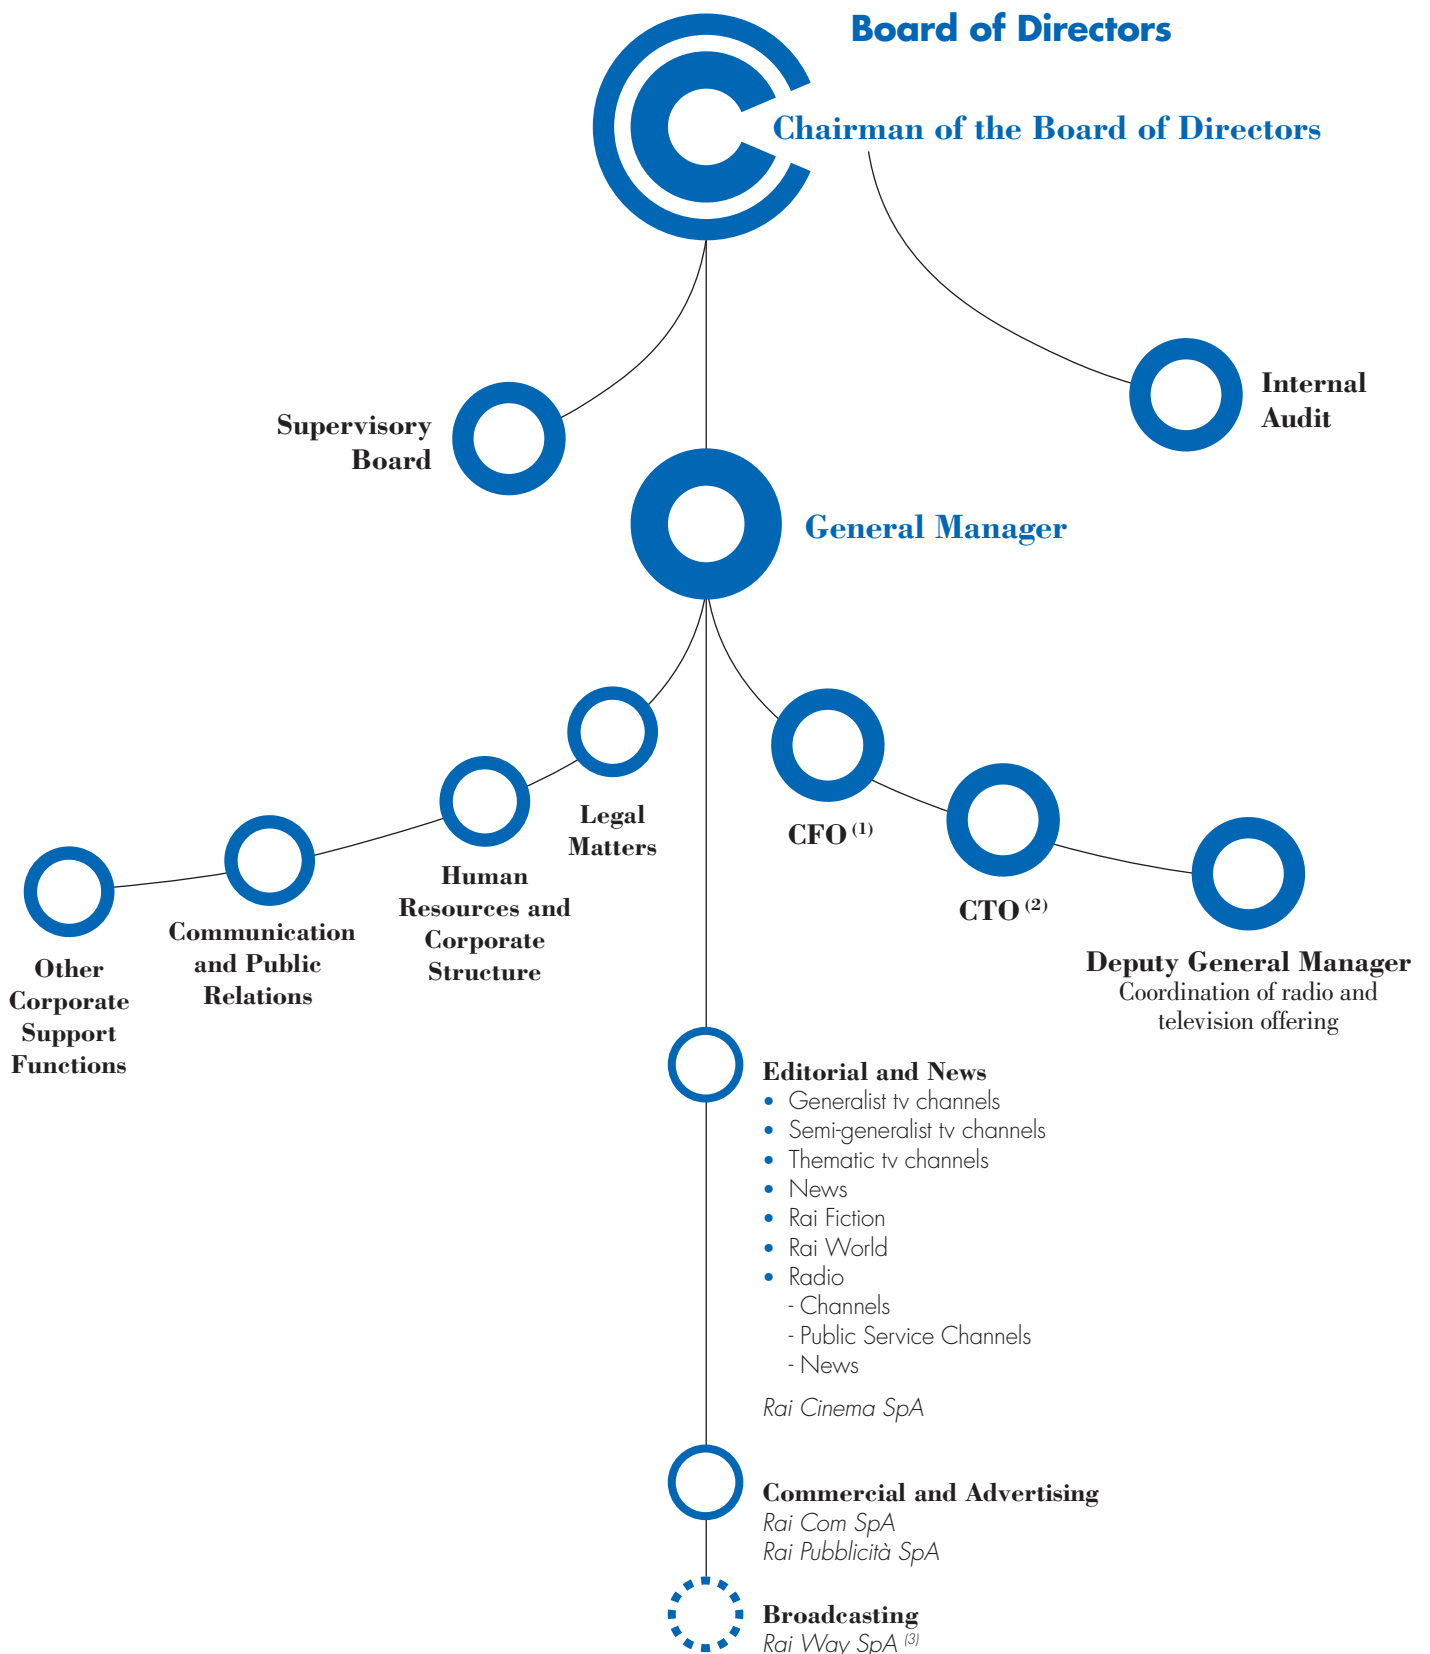 Board of Directors
Chairman of the Board of Directors
Internal
Audit
Supervisory
Board
General Manager
Legal
Matters
CFO (1)
Human
Resources and
Corporate
Structure
CTO (2)
Communication
and Public
Relations
Other
Corporate
Support
Functions
Deputy General Manager
Coordination of radio and
television offering
Editorial and News
• Generalist tv channels
• Semi-generalist tv channels
• Thematic tv channels
• News
• Rai Fiction
• Rai World
• Radio
- Channels
- Public Service Channels
- News
Rai Cinema SpA
Commercial and Advertising
Rai Com SpA
Rai Pubblicità SpA
Broadcasting
Rai Way SpA (3)